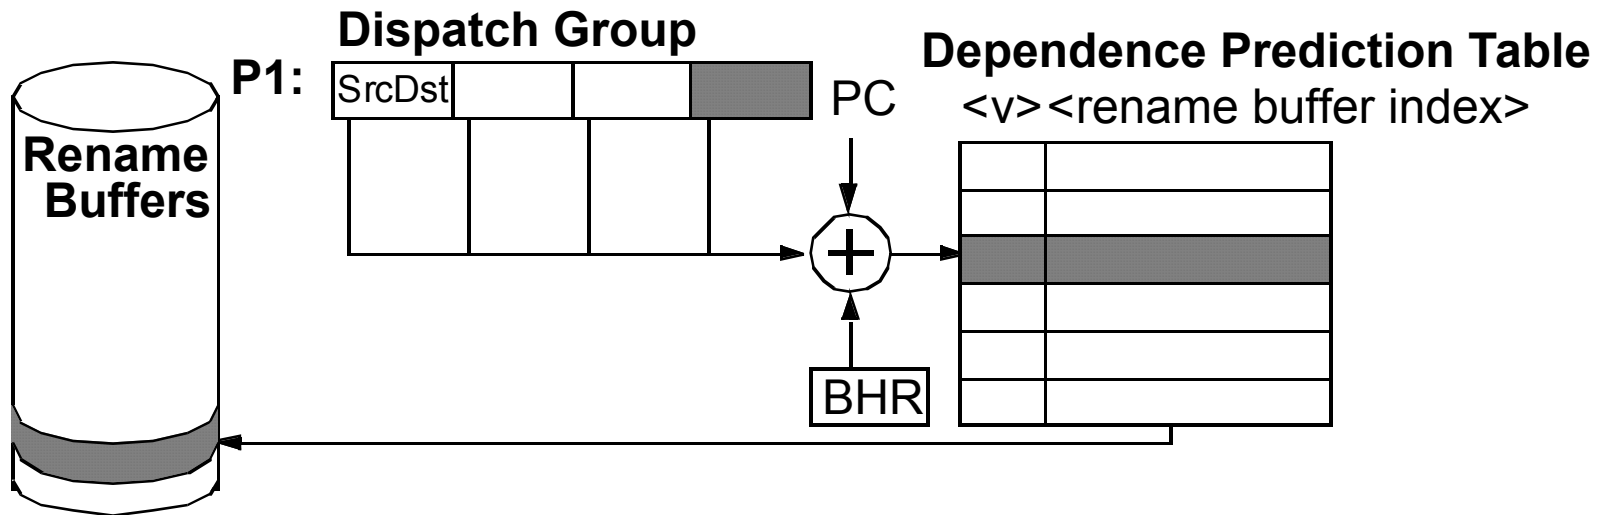 Dispatch Group
P1:
SrcDst
PC
Dependence Prediction Table
<v><rename buffer index>
Rename
Buffers
+
BHR